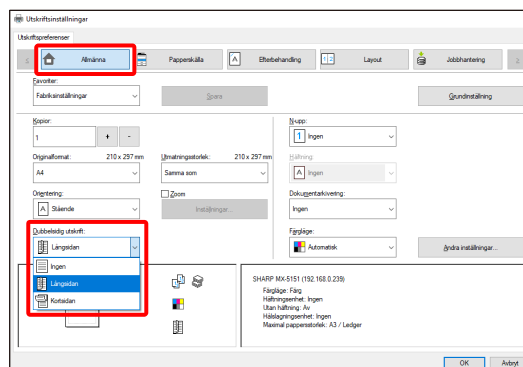 Utskriftsinställningar
Utskriftspreferenser
Allmänna
Papperskälla
Efterbehandling
Layout
Jobbhantering
Favoriter:
Fabriksinställningar
Spara
Grundinställning
Kopior:
1
+
-
N-upp:
1 Ingen
Originalformat: 210 x 297 mm
Utmatningsstorlek: 210 x 297 mm
Häftning:
A4
Samma som
Ingen
Orientering:
Zoom
Dokumentarkivering:
Stående
Inställningar...
Ingen
Dubbelsidig utskrift:
Färgläge:
Långsidan
Automatisk
Andra inställningar...
Ingen
Långsidan
Kortsidan
SHARP MX-5151 (192.168.0.239)
Färgläge: Färg
Häftningsenhet: Ingen
Utan häftning: Av
Hålslagningsenhet: Ingen
Maximal pappersstorlek: A3 / Ledger
OK
Avbryt